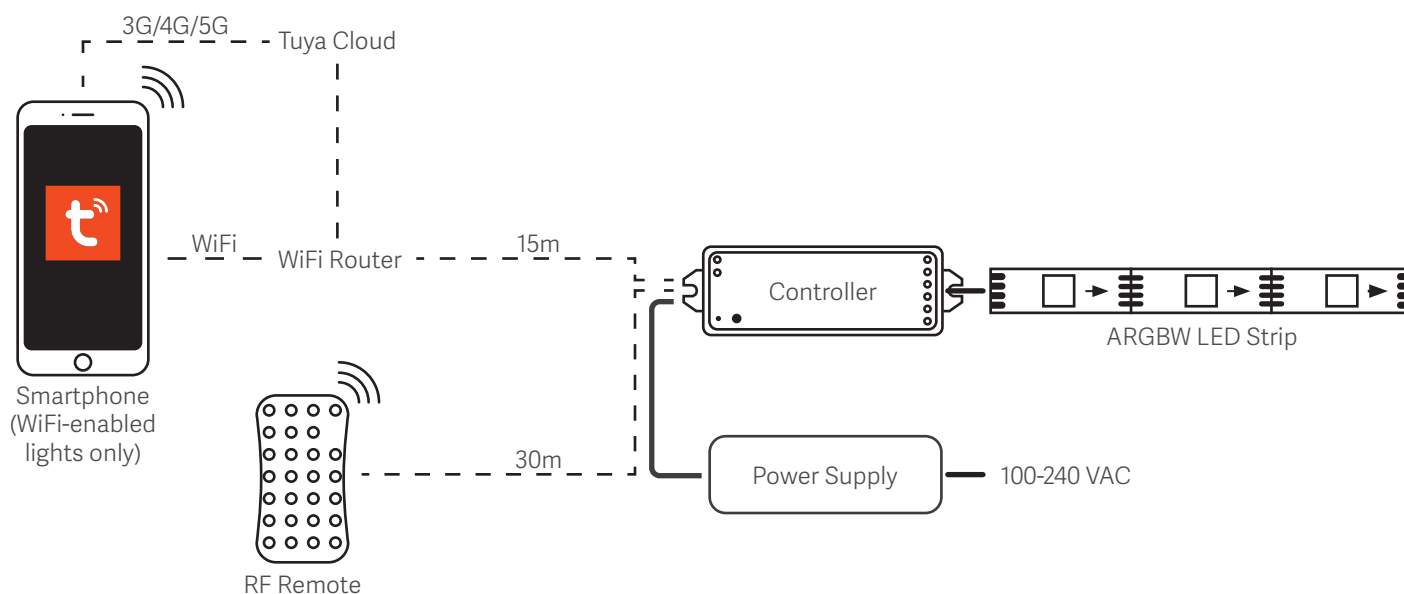 3G/4G/5G
Tuya Cloud
t
WiFi
WiFi Router
15m
Controller
ARGBW LED Strip
Smartphone
(WiFi-enabled
lights only)
30m
Power Supply
100-240 VAC
RF Remote